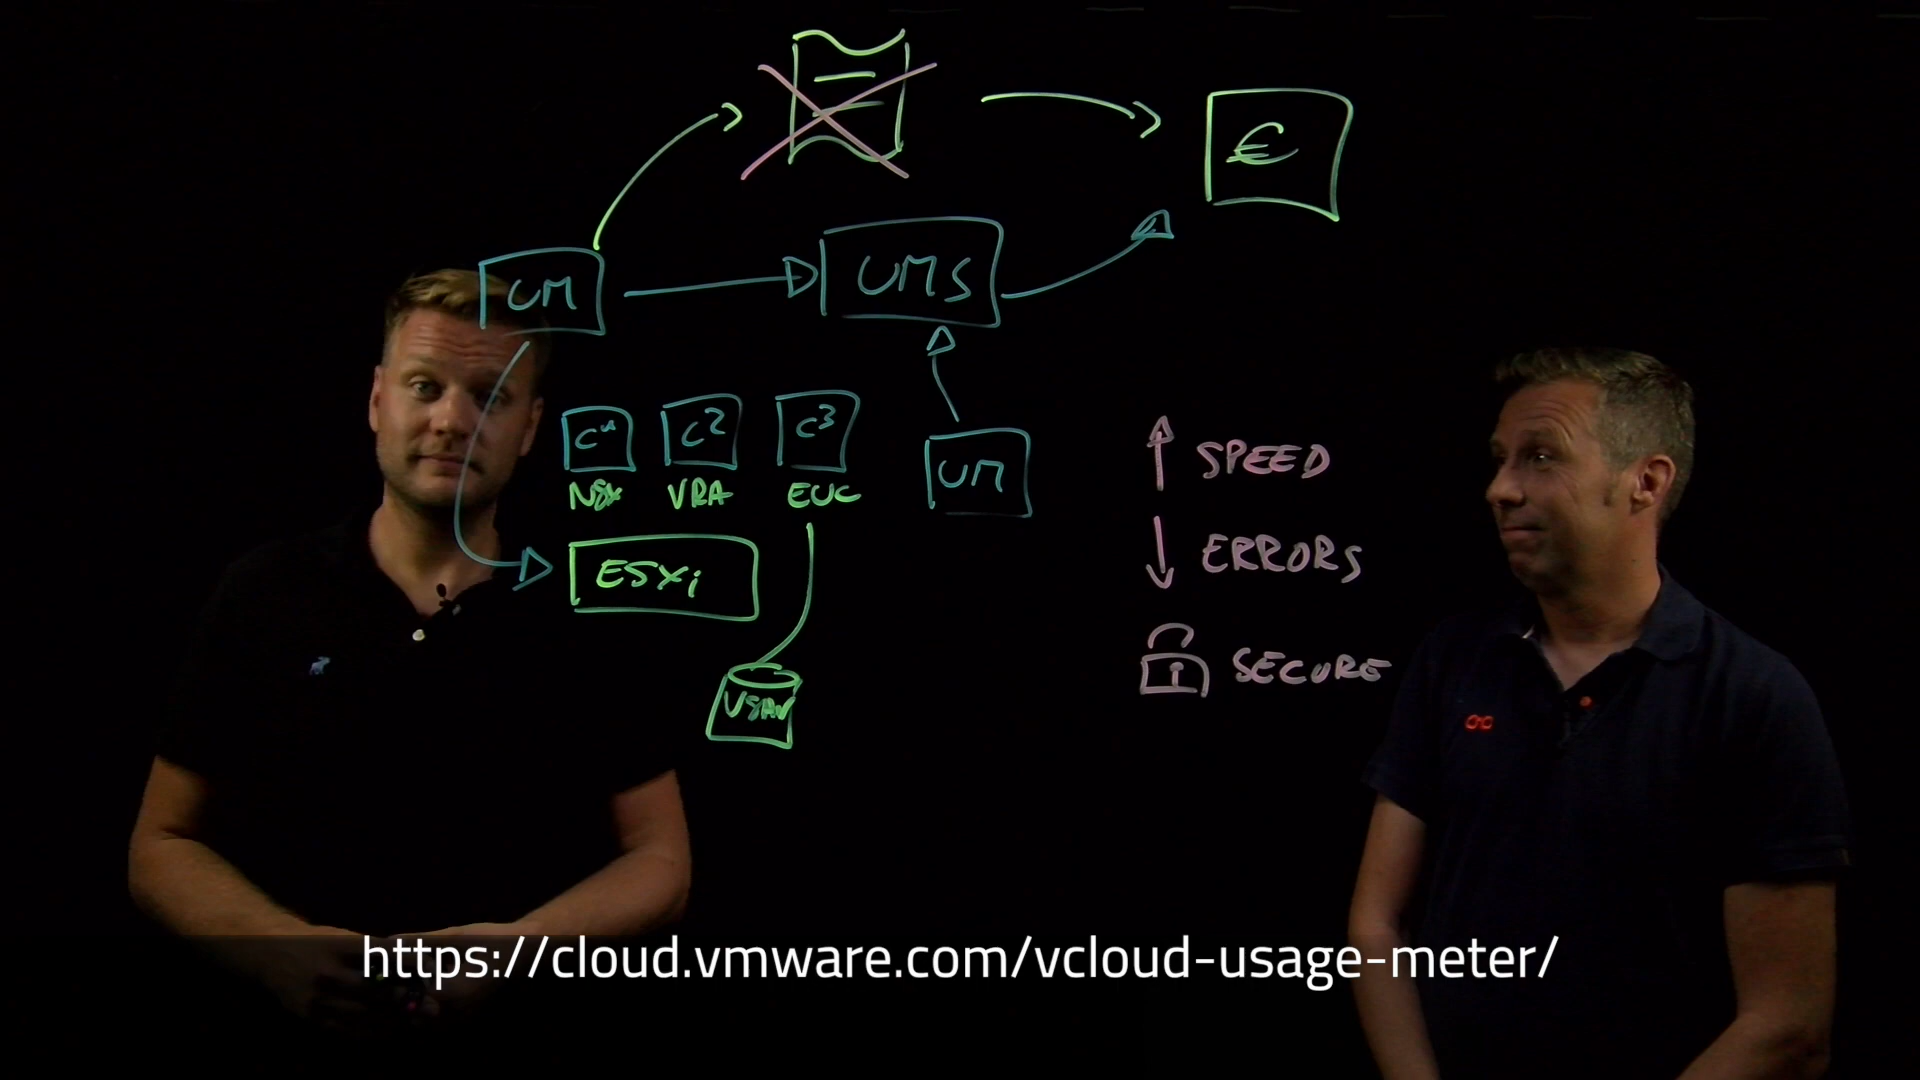 €
UM
UMS
C² C³
NSX VRA EUC
UM
ESXi
VSAN
SPEED
ERRORS
SECURE
https://cloud.vmware.com/vcloud-usage-meter/